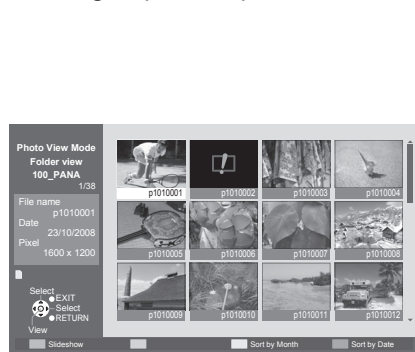 Photo View Mode
Folder view
100_PANA
1/38
File name
p1010001
Date
23/10/2008
Pixel
1600 x 1200
Select
EXIT
Select
RETURN
View
p1010001 p1010002 p1010003 p1010004
p1010005 p1010006 p1010007 p1010008
p1010009 p1010010 p1010011 p1010012
Slideshow Sort by Month Sort by Date